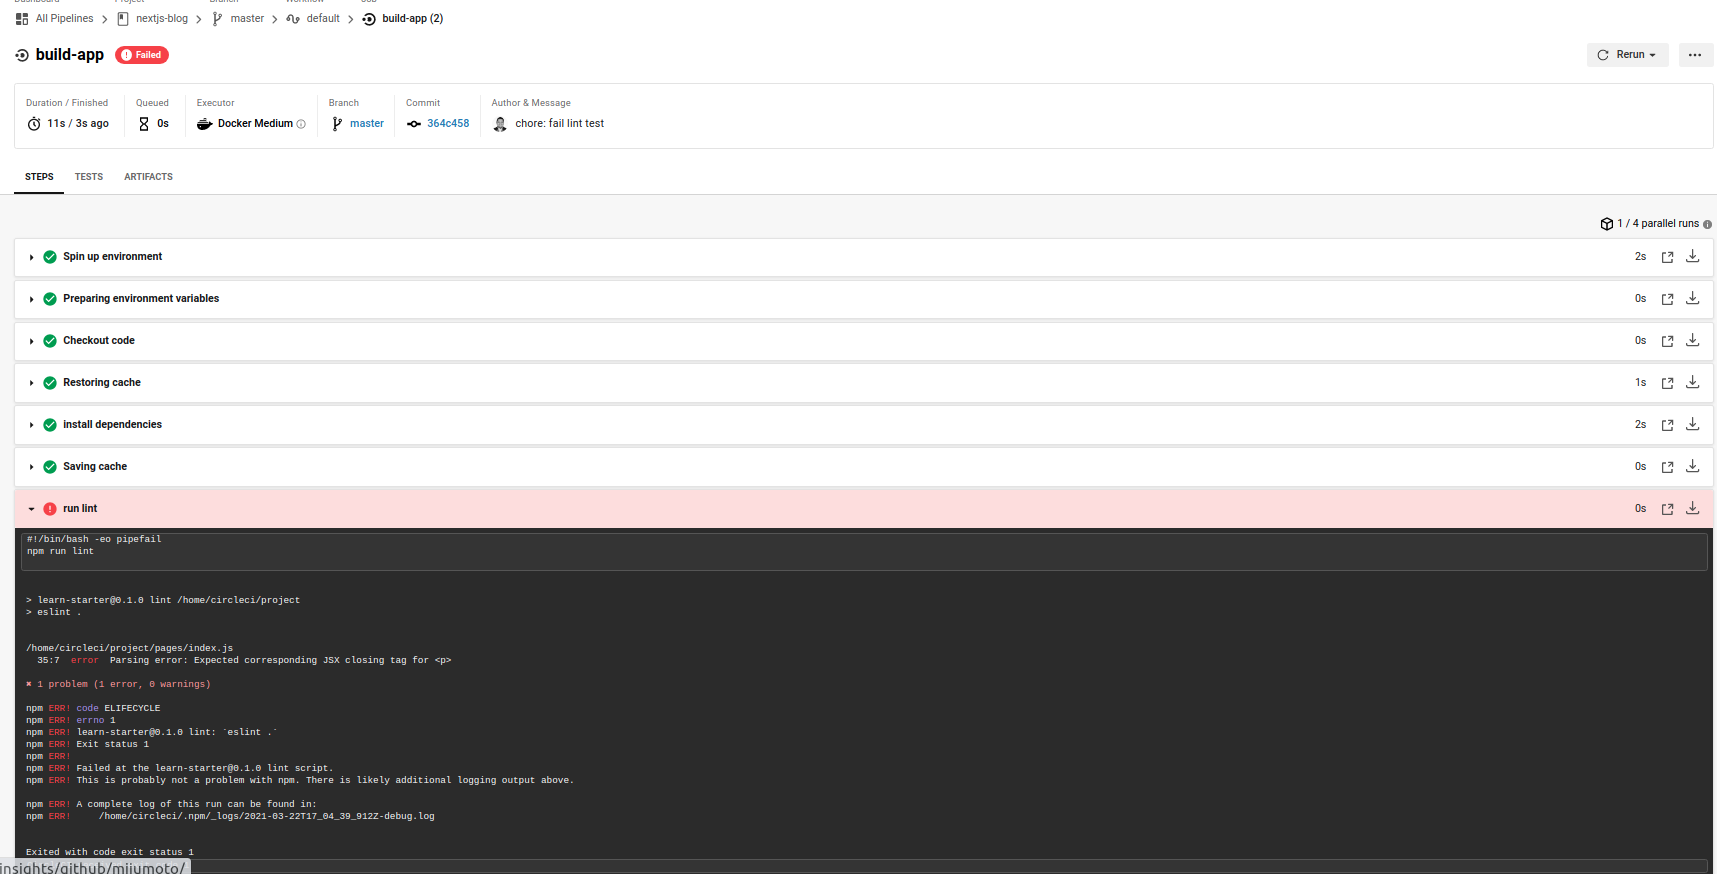 Dashboard Project Branch Workflow Job
All Pipelines nextjs-blog master default build-app (2)
build-app Failed Rerun
Duration / Finished Queued Executor Branch Commit Author & Message
11s / 3s ago 0s Docker Medium master 364c458 chore: fail lint test
STEPS TESTS ARTIFACTS
1 / 4 parallel runs
Spin up environment 2s
Preparing environment variables 0s
Checkout code 0s
Restoring cache 1s
install dependencies 2s
Saving cache 0s
run lint 0s
#!/bin/bash -eo pipefail
npm run lint
> learn-starter@0.1.0 lint /home/circleci/project
> eslint .
/home/circleci/project/pages/index.js
35:7 error Parsing error: Expected corresponding JSX closing tag for <p>
✖ 1 problem (1 error, 0 warnings)
npm ERR! code ELIFECYCLE
npm ERR! errno 1
npm ERR! learn-starter@0.1.0 lint: `eslint .`
npm ERR! Exit status 1
npm ERR!
npm ERR! Failed at the learn-starter@0.1.0 lint script.
npm ERR! This is probably not a problem with npm. There is likely additional logging output above.
npm ERR! A complete log of this run can be found in:
npm ERR! /home/circleci/.npm/_logs/2021-03-22T17_04_39_912Z-debug.log
Exited with code exit status 1
insights/github/mijumoto/